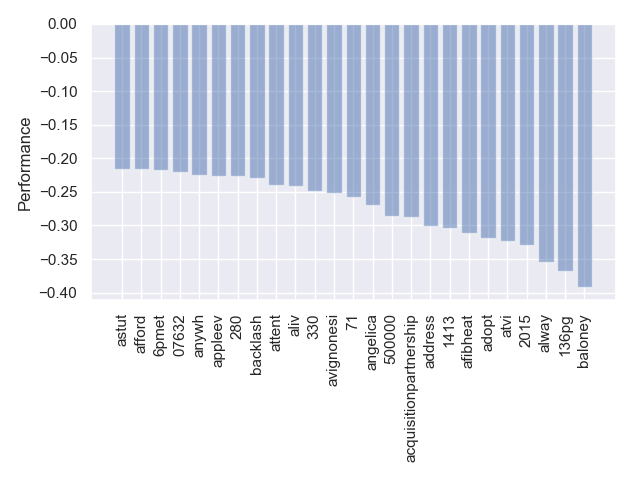 0.00
−0.05
−0.10
−0.15
−0.20
−0.25
−0.30
−0.35
−0.40
Performance
astut
afford
6pmet
07632
anywh
appleev
280
backlash
attent
aliv
330
avignonesi
71
angelica
500000
acquisitionpartnership
address
1413
afibheat
adopt
atvi
2015
alway
136pg
baloney